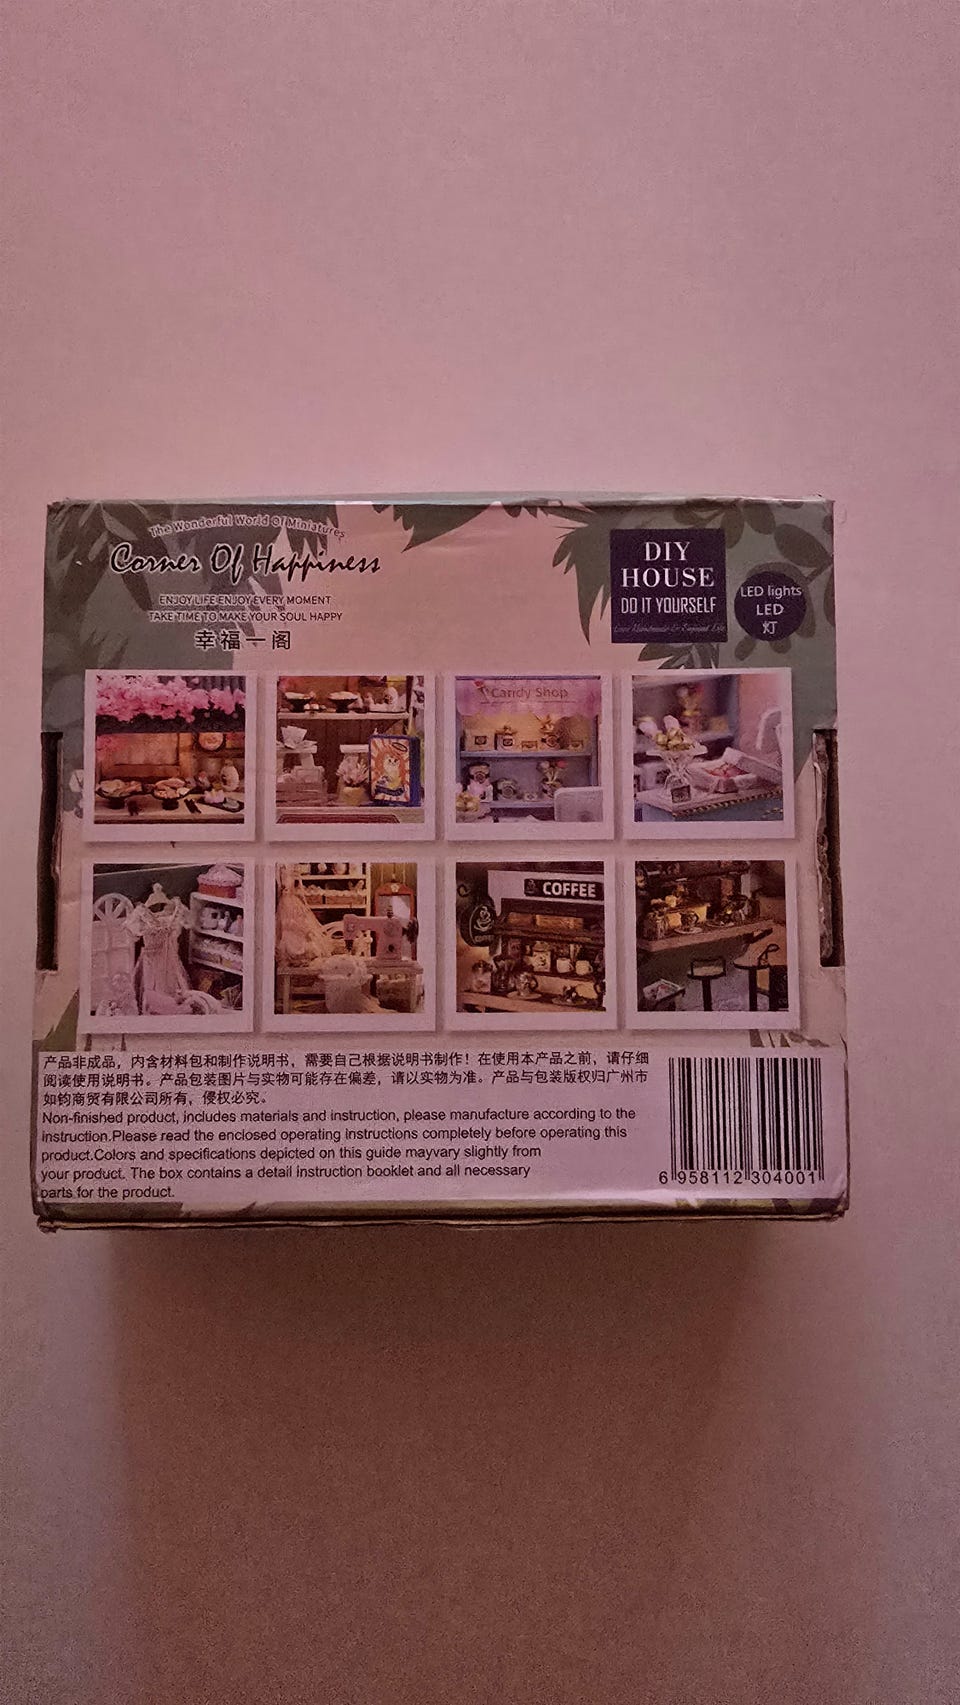 The Wonderful World Of Miniatures
Corner Of Happiness
ENJOY LIFE ENJOY EVERY MOMENT
TAKE TIME TO MAKE YOUR SOUL HAPPY
幸福一阁
DIY
HOUSE
DO IT YOURSELF
Love Handmade & Enjoy Life
LED lights
LED
灯
Candy Shop
COFFEE
产品非成品，内含材料包和制作说明书，需要自己根据说明书制作！在使用本产品之前，请仔细
阅读使用说明书。产品包装图片与实物可能存在偏差，请以实物为准。产品与包装版权归广州市
如钧商贸有限公司所有，侵权必究。
Non-finished product, includes materials and instruction, please manufacture according to the
instruction.Please read the enclosed operating instructions completely before operating this
product.Colors and specifications depicted on this guide mayvary slightly from
your product. The box contains a detail instruction booklet and all necessary
parts for the product.
6 958112 304001